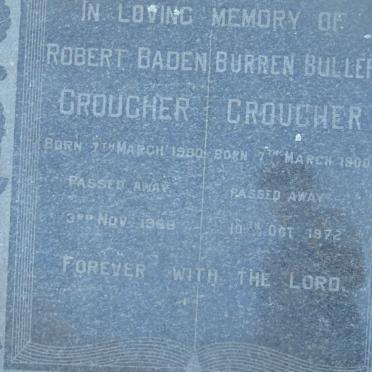 IN LOVING MEMORY OF
ROBERT BADEN BURREN BULLER
CROUCHER CROUCHER
BORN 7TH MARCH 1900 BORN 7TH MARCH 1900
PASSED AWAY PASSED AWAY
3RD NOV. 1968 10TH OCT 1972
FOREVER WITH THE LORD.